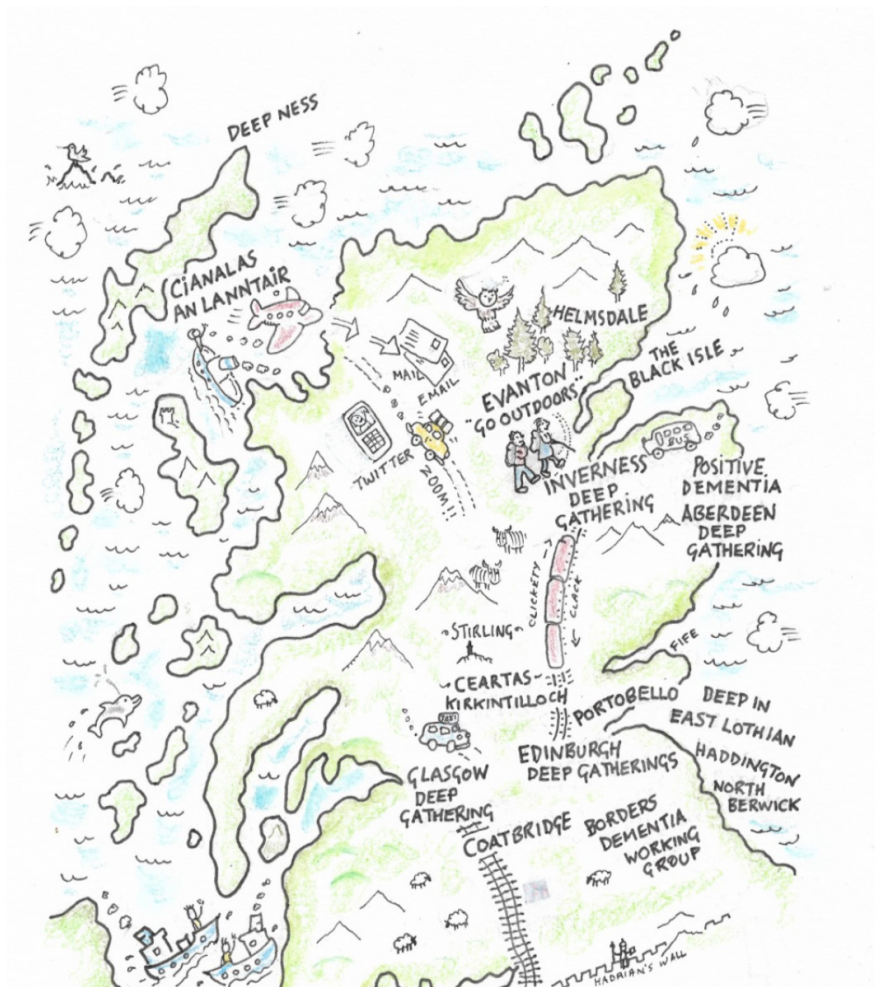 DEEP NESS
CIANALAS
AN LANNTAIR
MAIL
EMAIL
TWITTER
ZOOM!!
HELMSDALE
THE
BLACK ISLE
EVANTON
"GO OUTDOORS"
BUS
INVERNESS
DEEP
GATHERING
POSITIVE
DEMENTIA
ABERDEEN
DEEP
GATHERING
CLICKETY
CLACK
STIRLING
FIFE
CEARTAS
KIRKINTILLOCH
PORTOBELLO
DEEP IN
EAST LOTHIAN
HADDINGTON
NORTH
BERWICK
TAXI
EDINBURGH
DEEP GATHERINGS
GLASGOW
DEEP
GATHERING
COATBRIDGE
BORDERS
DEMENTIA
WORKING
GROUP
HADRIAN'S WALL